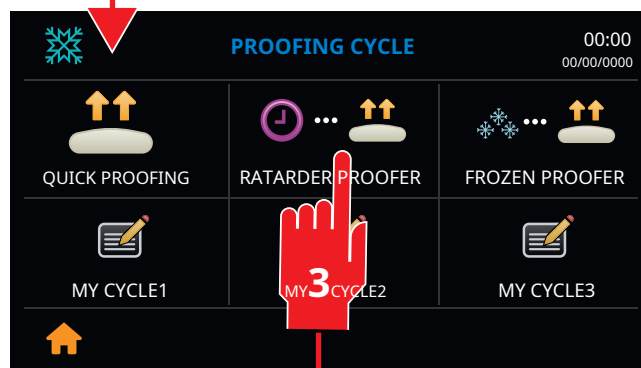 PROOFING CYCLE
00:00
00/00/0000
QUICK PROOFING
RATARDER PROOFER
FROZEN PROOFER
MY CYCLE1
MY CYCLE2
3
MY CYCLE3